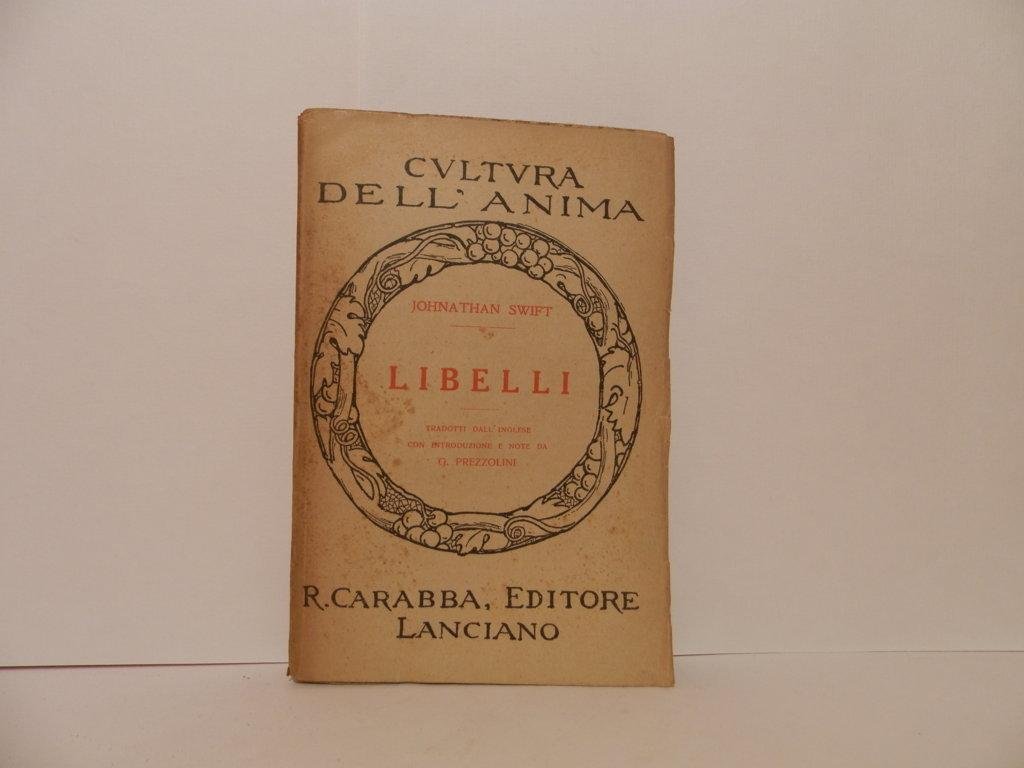 CVLTVRA
DELL' ANIMA
JOHNATHAN SWIFT
LIBELLI
TRADOTTI DALL'INGLESE
CON INTRODUZIONE E NOTE DA
G. PREZZOLINI
R. CARABBA, EDITORE
LANCIANO